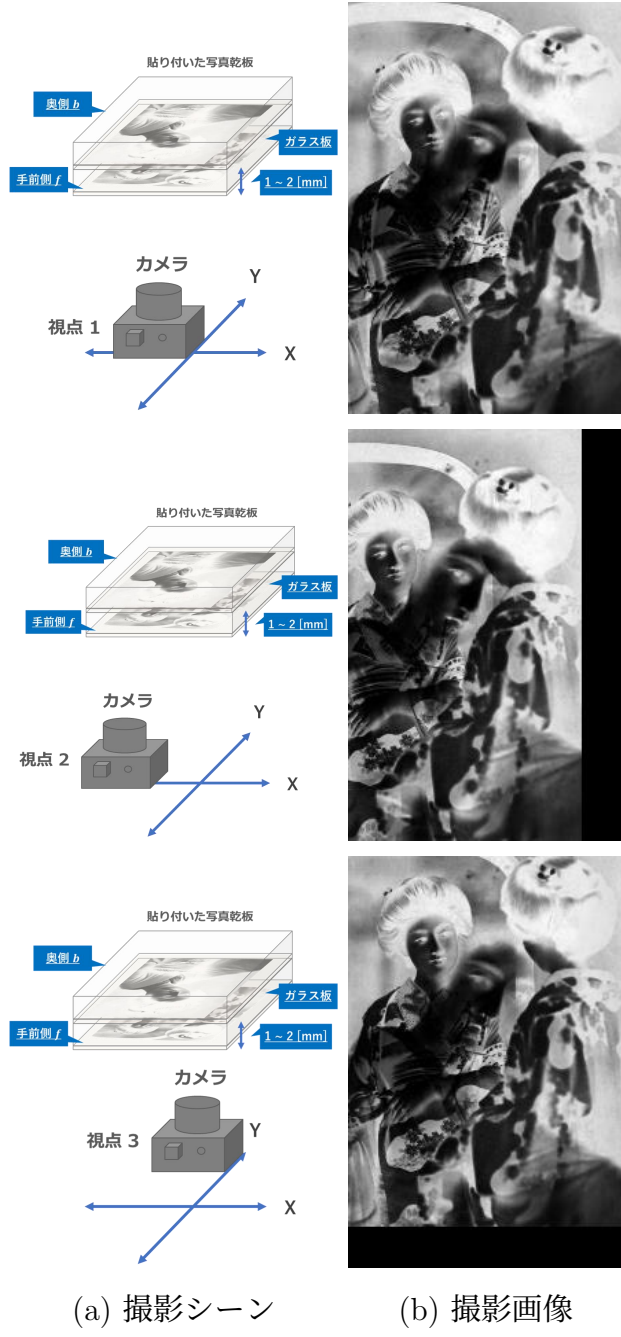 貼り付いた写真乾板
奥側 b
ガラス板
手前側 f
1 ~ 2 [mm]
カメラ
Y
視点 1
X
貼り付いた写真乾板
奥側 b
ガラス板
手前側 f
1 ~ 2 [mm]
カメラ
Y
視点 2
X
貼り付いた写真乾板
奥側 b
ガラス板
手前側 f
1 ~ 2 [mm]
カメラ
Y
視点 3
X
(a) 撮影シーン
(b) 撮影画像